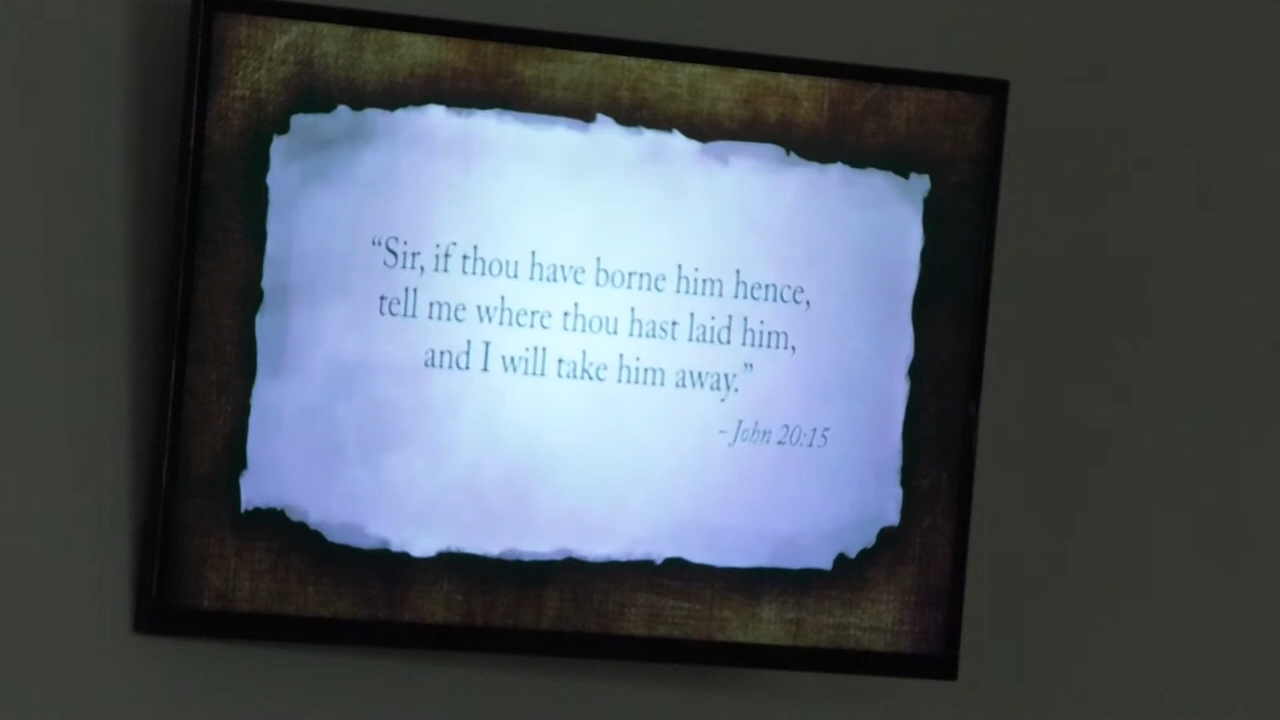 “Sir, if thou have borne him hence,
tell me where thou hast laid him,
and I will take him away.”
- John 20:15